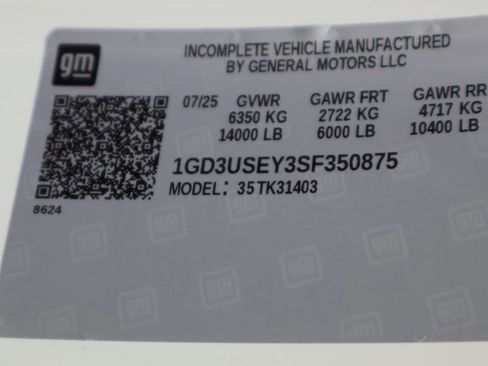 gm
INCOMPLETE VEHICLE MANUFACTURED
BY GENERAL MOTORS LLC
07/25 GVWR GAWR FRT GAWR RR
6350 KG 2722 KG 4717 KG
14000 LB 6000 LB 10400 LB
1GD3USEY3SF350875
MODEL: 35TK31403
8624